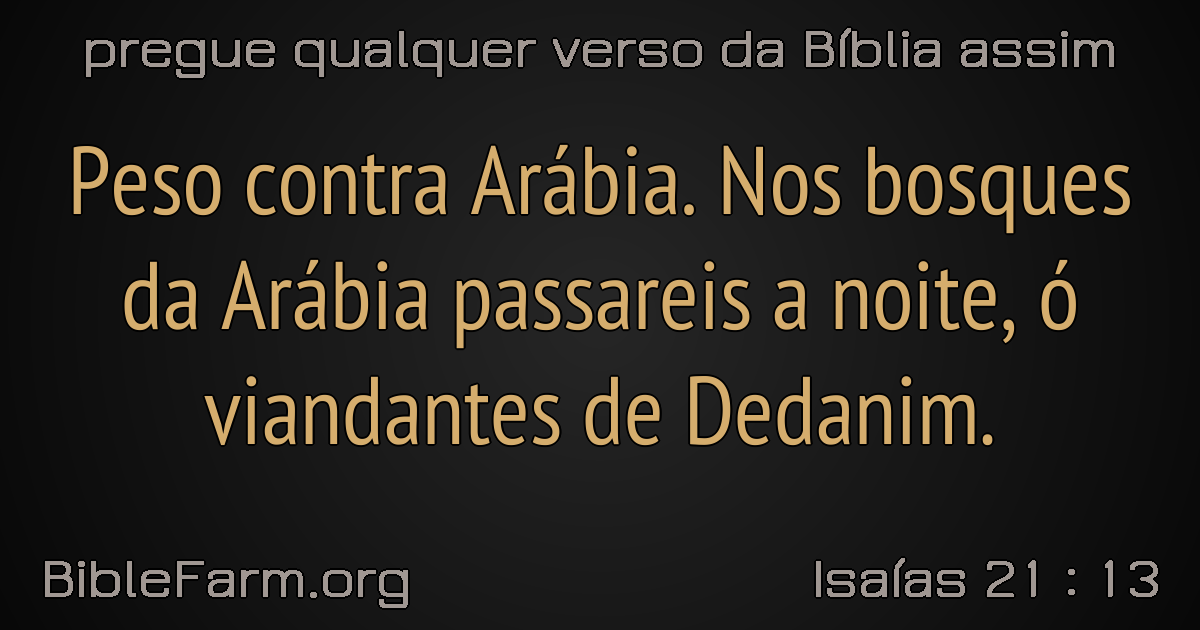 pregue qualquer verso da Bíblia assim
Peso contra Arábia. Nos bosques
da Arábia passareis a noite, ó
viandantes de Dedanim.
BibleFarm.org
Isaías 21 : 13